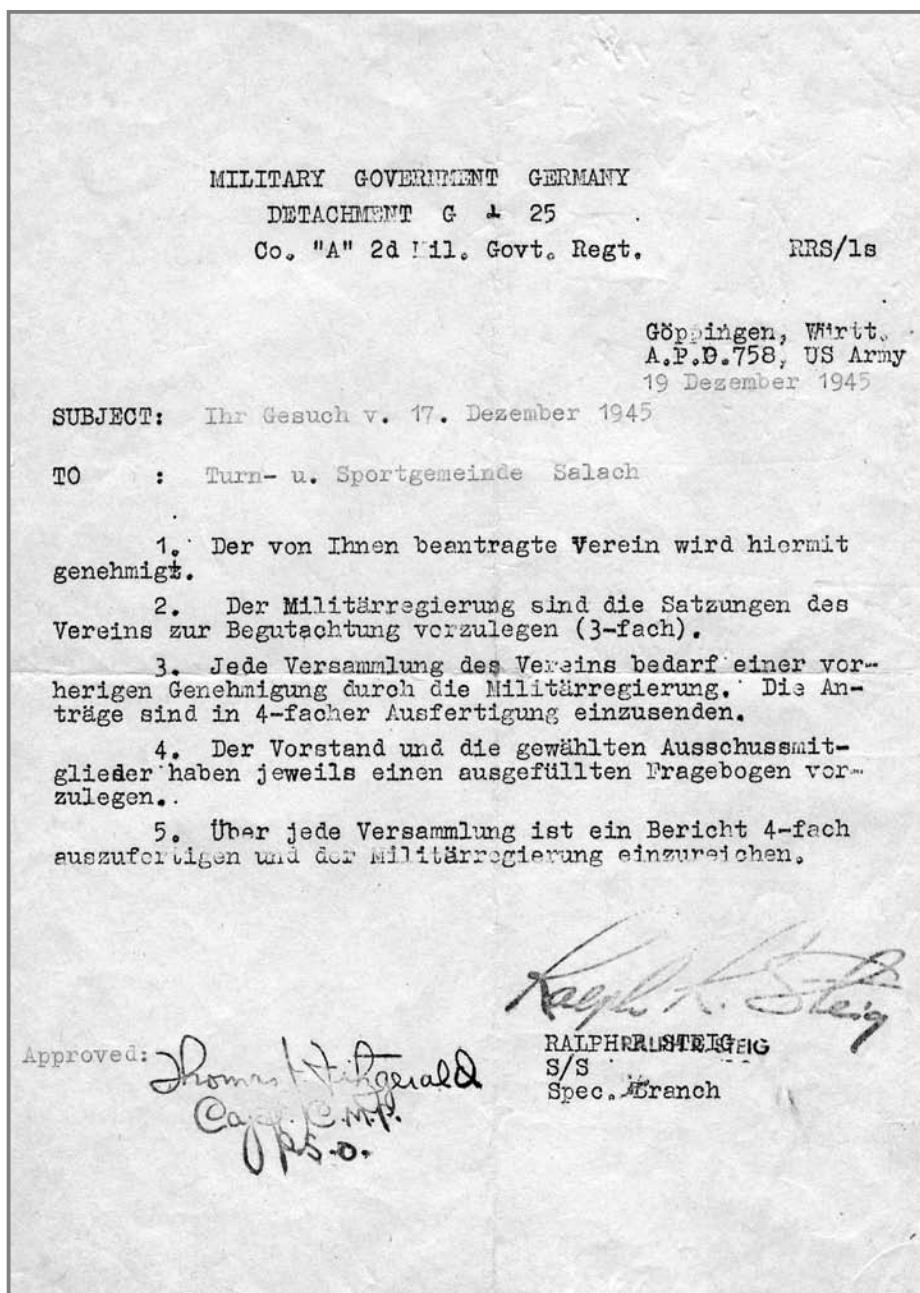 MILITARY GOVERNMENT GERMANY
DETACHMENT G 25
Co. "A" 2d Mil. Govt. Regt. RRS/ls
Göppingen, Württ.
A.P.O.758, US Army
19 Dezember 1945
SUBJECT: Ihr Gesuch v. 17. Dezember 1945
TO : Turn- u. Sportgemeinde Salach
1. Der von Ihnen beantragte Verein wird hiermit
genehmigt.
2. Der Militärregierung sind die Satzungen des
Vereins zur Begutachtung vorzulegen (3-fach).
3. Jede Versammlung des Vereins bedarf einer vor-
herigen Genehmigung durch die Militärregierung. Die An-
träge sind in 4-facher Ausfertigung einzusenden.
4. Der Vorstand und die gewählten Ausschussmit-
glieder haben jeweils einen ausgefüllten Fragebogen vor-
zulegen.
5. Über jede Versammlung ist ein Bericht 4-fach
auszufertigen und der Militärregierung einzureichen.
Ralph R. Steig
RALPH STEIG
S/S
Spec. Branch
Approved: Thomas Fitzgerald
Capt. C.M.P.
P.S.O.